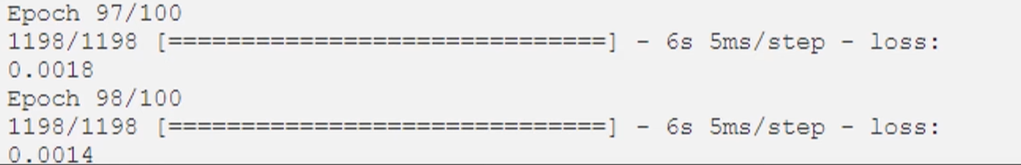 Epoch 97/100
1198/1198 [==============================] - 6s 5ms/step - loss:
0.0018
Epoch 98/100
1198/1198 [==============================] - 6s 5ms/step - loss:
0.0014